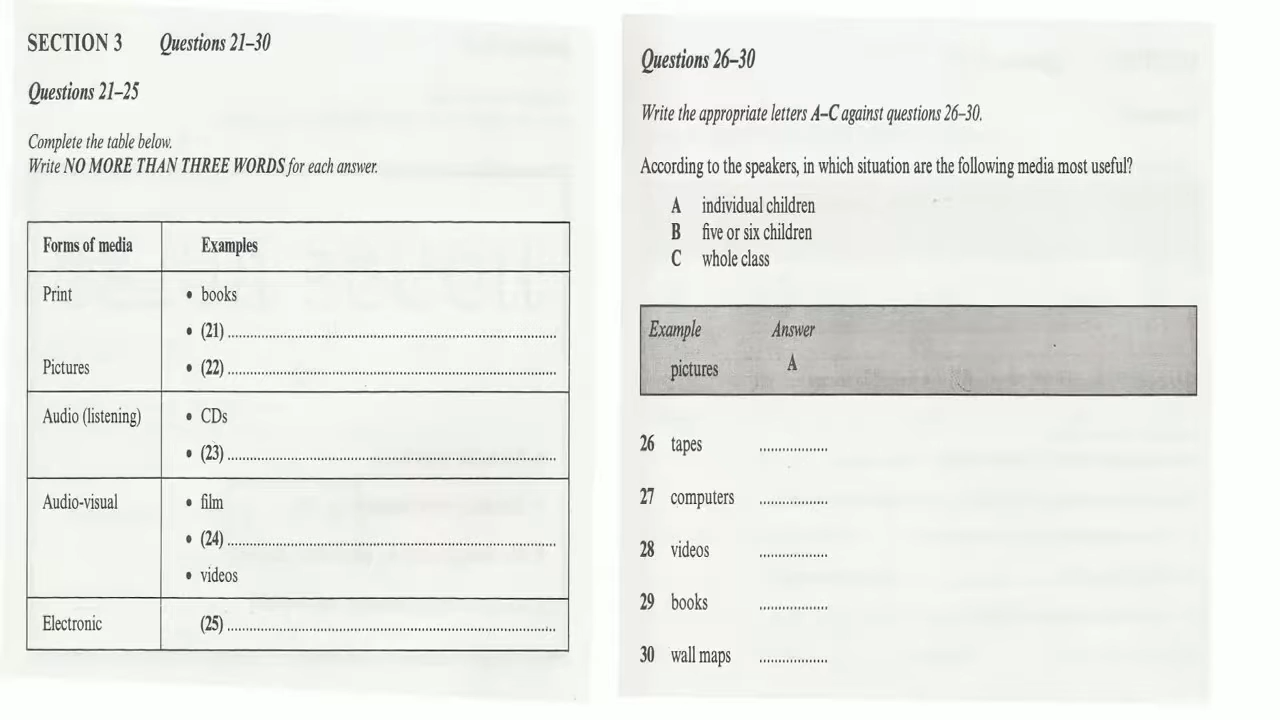 SECTION 3 Questions 21–30
Questions 21–25
Complete the table below.
Write NO MORE THAN THREE WORDS for each answer.
Forms of media Examples
Print • books
• (21) ....................
Pictures • (22) ....................
Audio (listening) • CDs
• (23) ....................
Audio-visual • film
• (24) ....................
• videos
Electronic (25) ....................
Questions 26–30
Write the appropriate letters A–C against questions 26–30.
According to the speakers, in which situation are the following media most useful?
A individual children
B five or six children
C whole class
Example Answer
pictures A
26 tapes ..................
27 computers ..................
28 videos ..................
29 books ..................
30 wall maps ..................